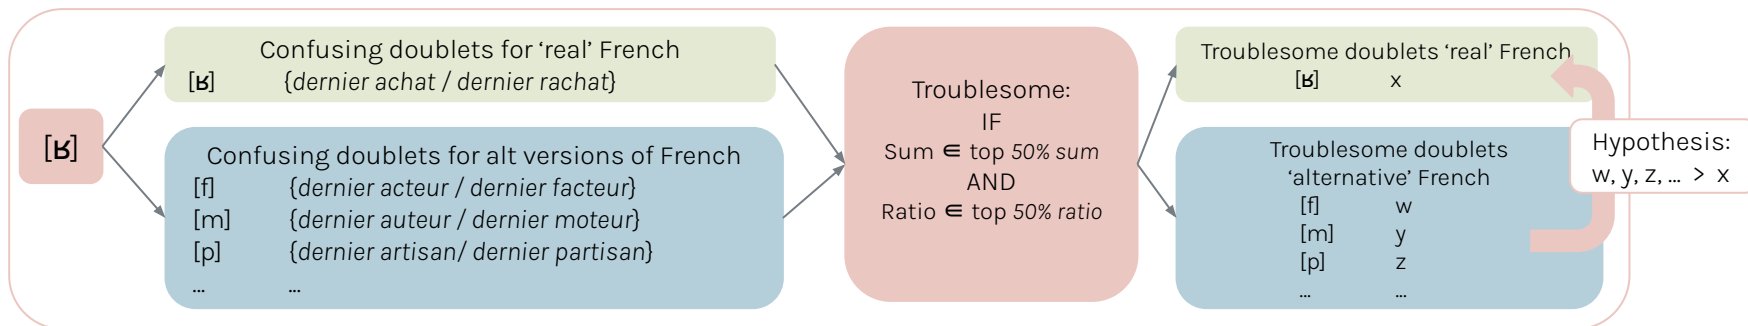 [ʁ]
Confusing doublets for ‘real’ French
[ʁ] {dernier achat / dernier rachat}
Confusing doublets for alt versions of French
[f] {dernier acteur / dernier facteur}
[m] {dernier auteur / dernier moteur}
[p] {dernier artisan/ dernier partisan}
... ...
Troublesome:
IF
Sum ∈ top 50% sum
AND
Ratio ∈ top 50% ratio
Troublesome doublets ‘real’ French
[ʁ] x
Troublesome doublets
‘alternative’ French
[f] w
[m] y
[p] z
... ...
Hypothesis:
w, y, z, ... > x